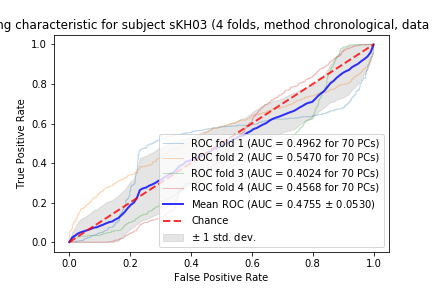 ng characteristic for subject sKH03 (4 folds, method chronological, data
1.0
0.8
0.6
0.4
0.2
0.0
True Positive Rate
ROC fold 1 (AUC = 0.4962 for 70 PCs)
ROC fold 2 (AUC = 0.5470 for 70 PCs)
ROC fold 3 (AUC = 0.4024 for 70 PCs)
ROC fold 4 (AUC = 0.4568 for 70 PCs)
Mean ROC (AUC = 0.4755 ± 0.0530)
Chance
± 1 std. dev.
0.0 0.2 0.4 0.6 0.8 1.0
False Positive Rate